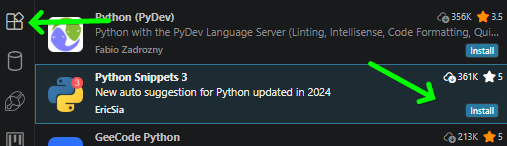 Python (PyDev)
356K 3.5
Python with the PyDev Language Server (Linting, Intellisense, Code Formatting, Qui...
Fabio Zadrozny
Install
3
Python Snippets 3
361K 5
New auto suggestion for Python updated in 2024
EricSia
Install
GeeCode Python
213K 5